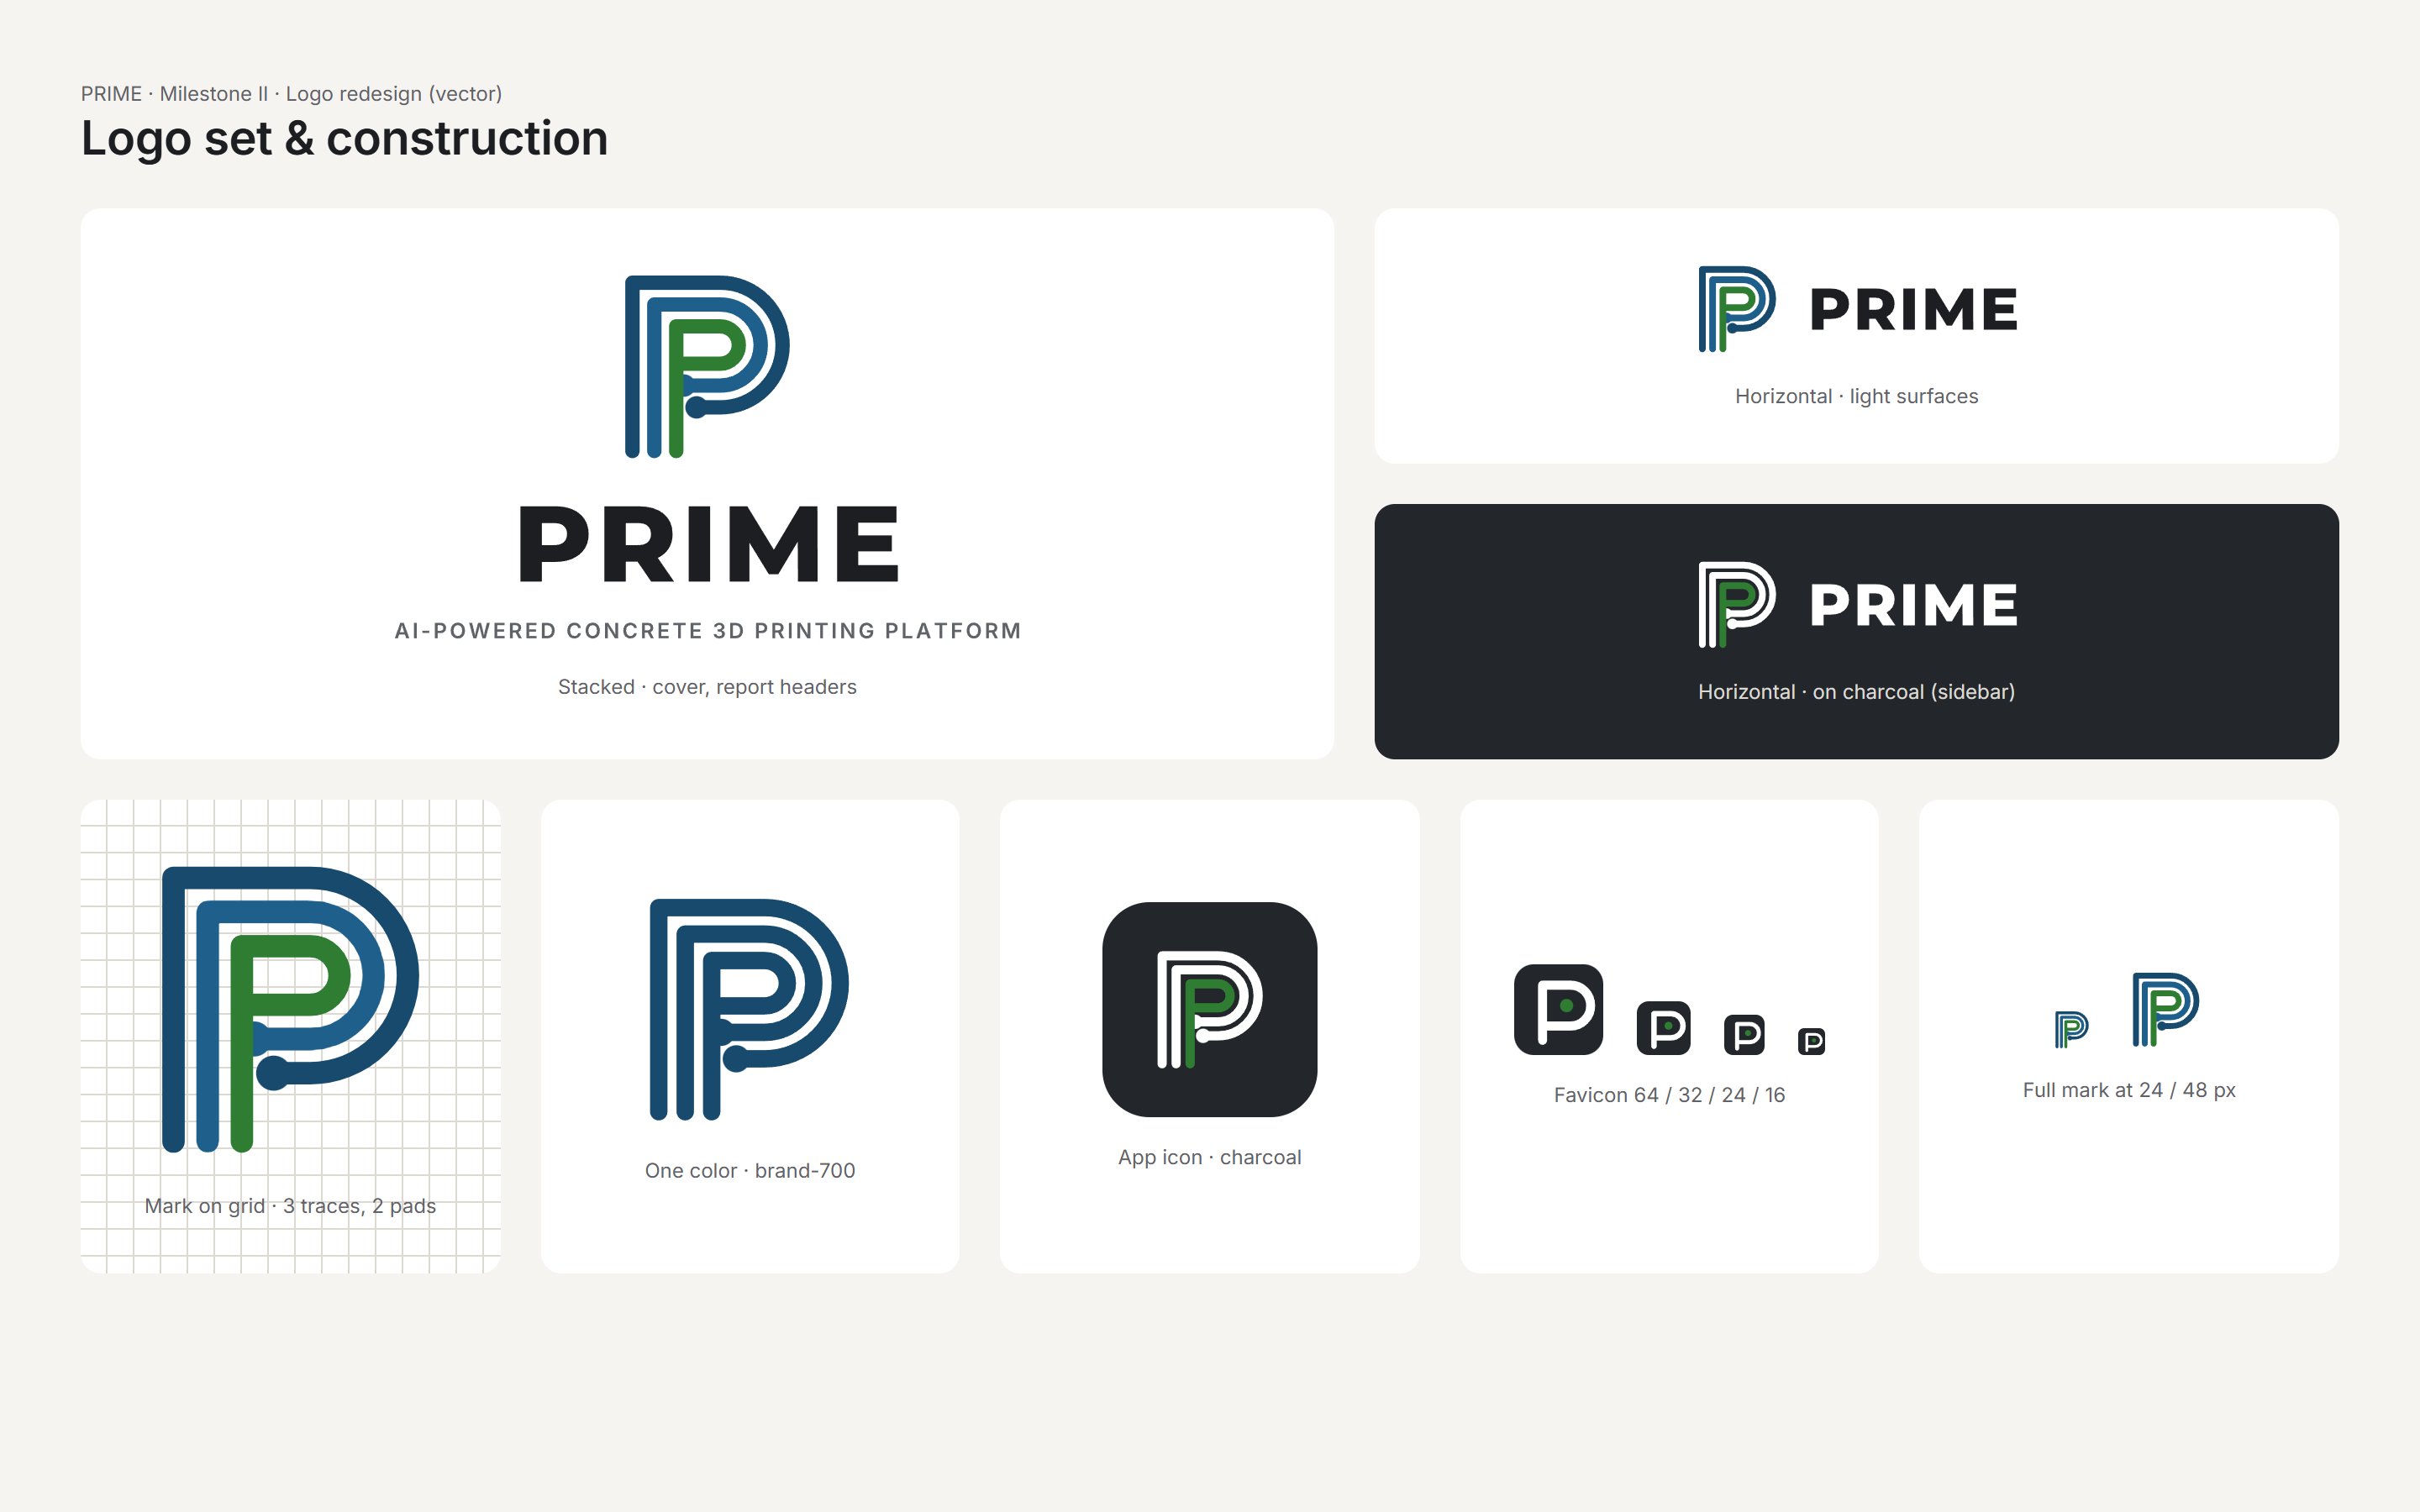 PRIME · Milestone II · Logo redesign (vector)
Logo set & construction
PRIME
AI-POWERED CONCRETE 3D PRINTING PLATFORM
Stacked · cover, report headers
PRIME
Horizontal · light surfaces
PRIME
Horizontal · on charcoal (sidebar)
Mark on grid · 3 traces, 2 pads
One color · brand-700
App icon · charcoal
Favicon 64 / 32 / 24 / 16
Full mark at 24 / 48 px